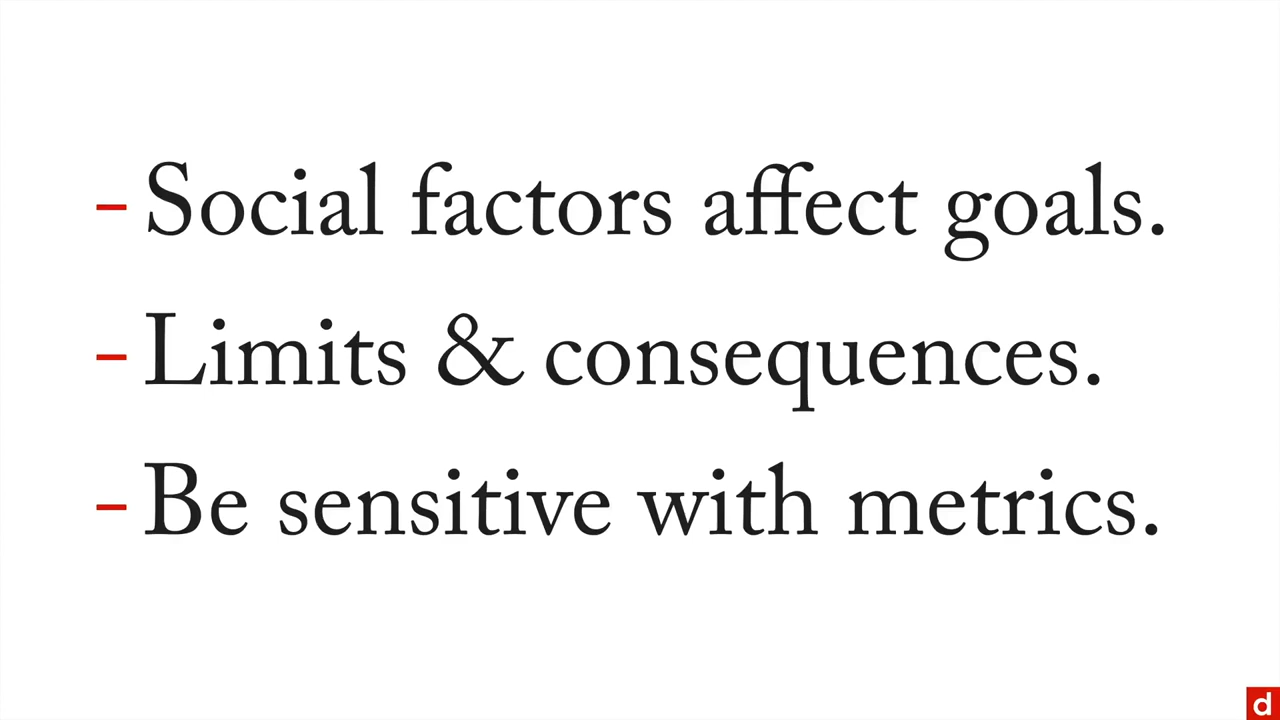 – Social factors affect goals.
– Limits & consequences.
– Be sensitive with metrics.
d